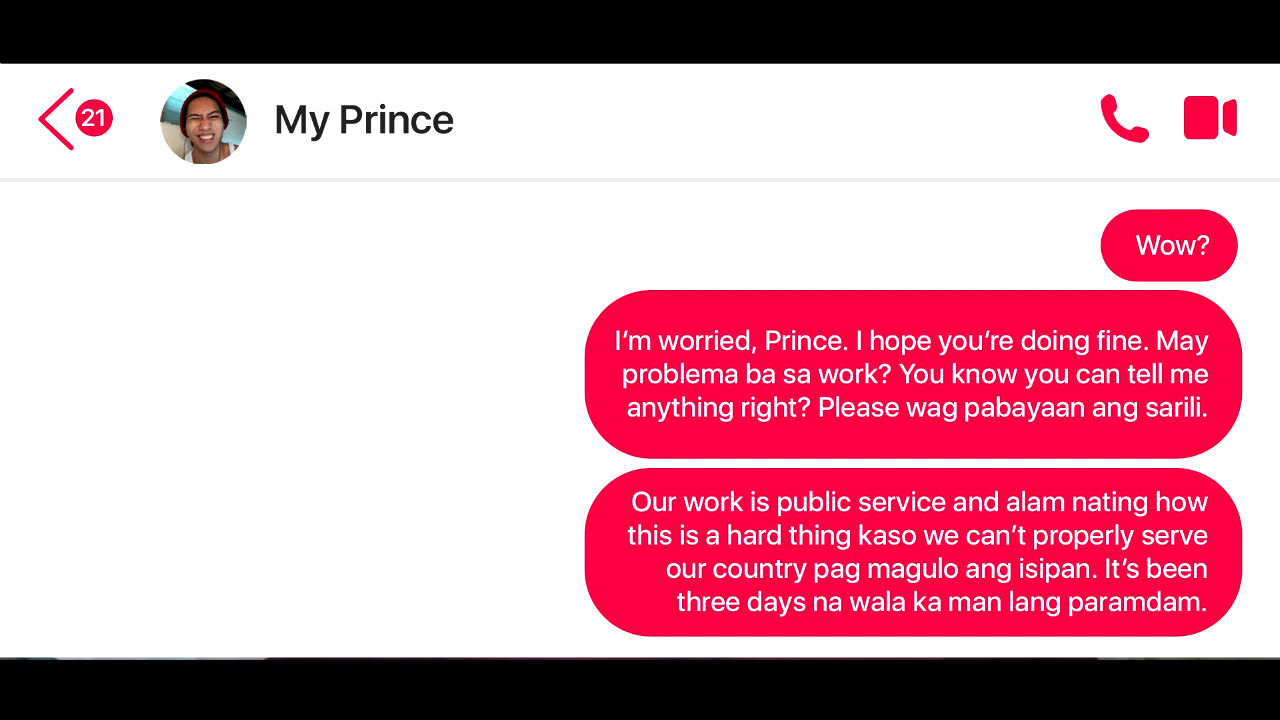 21
My Prince
Wow?
I’m worried, Prince. I hope you’re doing fine. May
problema ba sa work? You know you can tell me
anything right? Please wag pabayaan ang sarili.
Our work is public service and alam nating how
this is a hard thing kaso we can’t properly serve
our country pag magulo ang isipan. It’s been
three days na wala ka man lang paramdam.